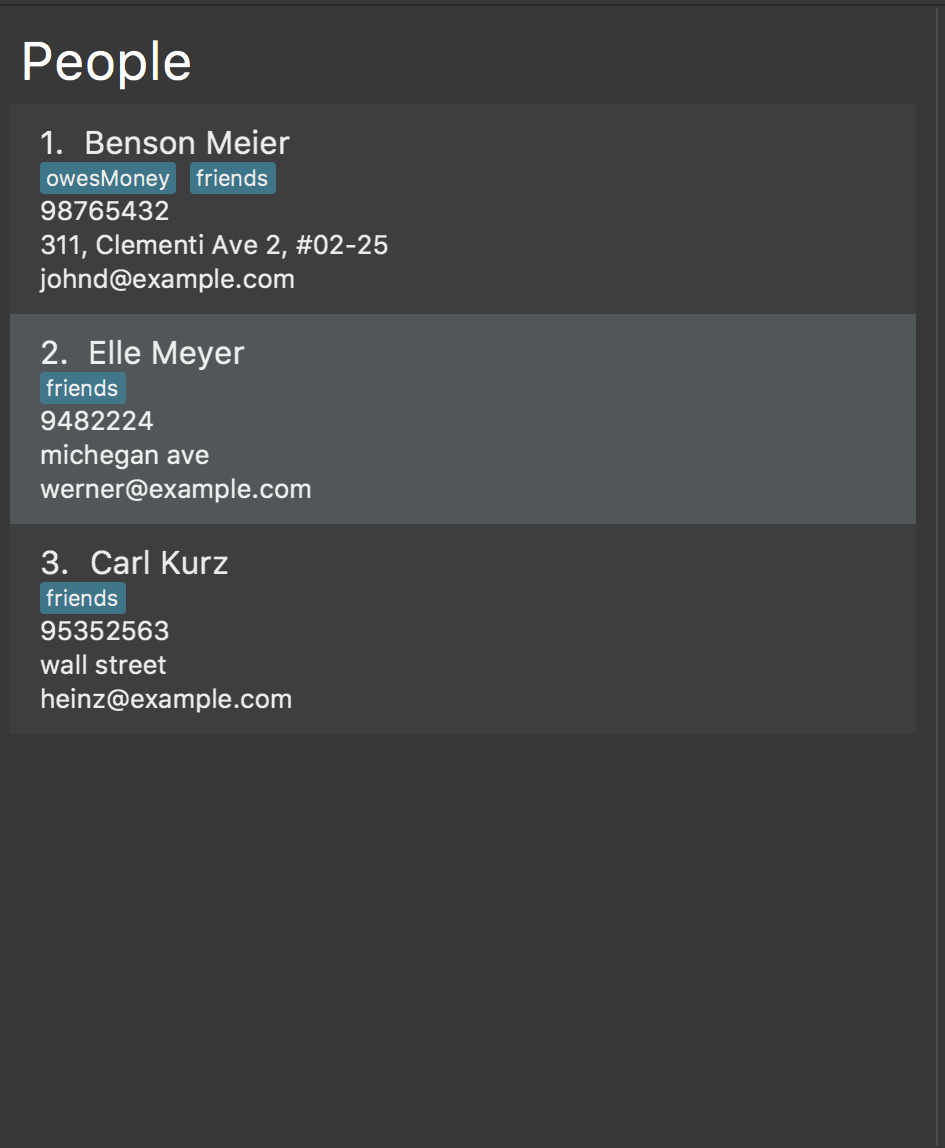 People
1. Benson Meier
owesMoney friends
98765432
311, Clementi Ave 2, #02-25
johnd@example.com
2. Elle Meyer
friends
9482224
michegan ave
werner@example.com
3. Carl Kurz
friends
95352563
wall street
heinz@example.com